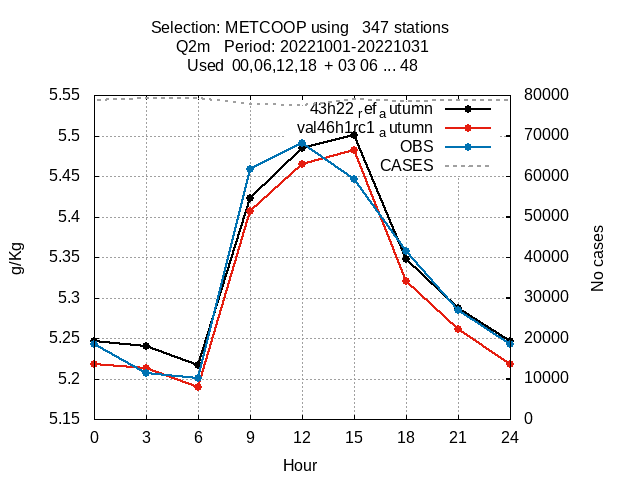 Selection: METCOOP using 347 stations
Q2m Period: 20221001-20221031
Used 00,06,12,18 + 03 06 ... 48
5.55
5.5
5.45
5.4
5.35
5.3
5.25
5.2
5.15
g/Kg
43h22 ref autumn
val46h1rc1 autumn
OBS
CASES
80000
70000
60000
50000
40000
30000
20000
10000
0
No cases
0 3 6 9 12 15 18 21 24
Hour